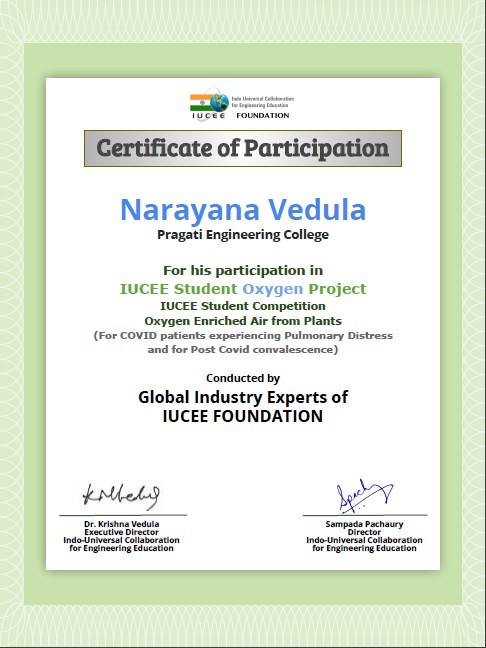 Indo Universal Collaboration
for Engineering Education
IUCEE FOUNDATION
Certificate of Participation
Narayana Vedula
Pragati Engineering College
For his participation in
IUCEE Student Oxygen Project
IUCEE Student Competition
Oxygen Enriched Air from Plants
(For COVID patients experiencing Pulmonary Distress
and for Post Covid convalescence)
Conducted by
Global Industry Experts of
IUCEE FOUNDATION
Dr. Krishna Vedula
Executive Director
Indo-Universal Collaboration
for Engineering Education
Sampada Pachaury
Director
Indo-Universal Collaboration
for Engineering Education